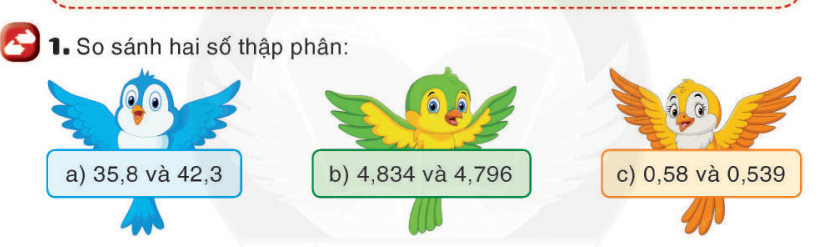 1. So sánh hai số thập phân:
a) 35,8 và 42,3
b) 4,834 và 4,796
c) 0,58 và 0,539